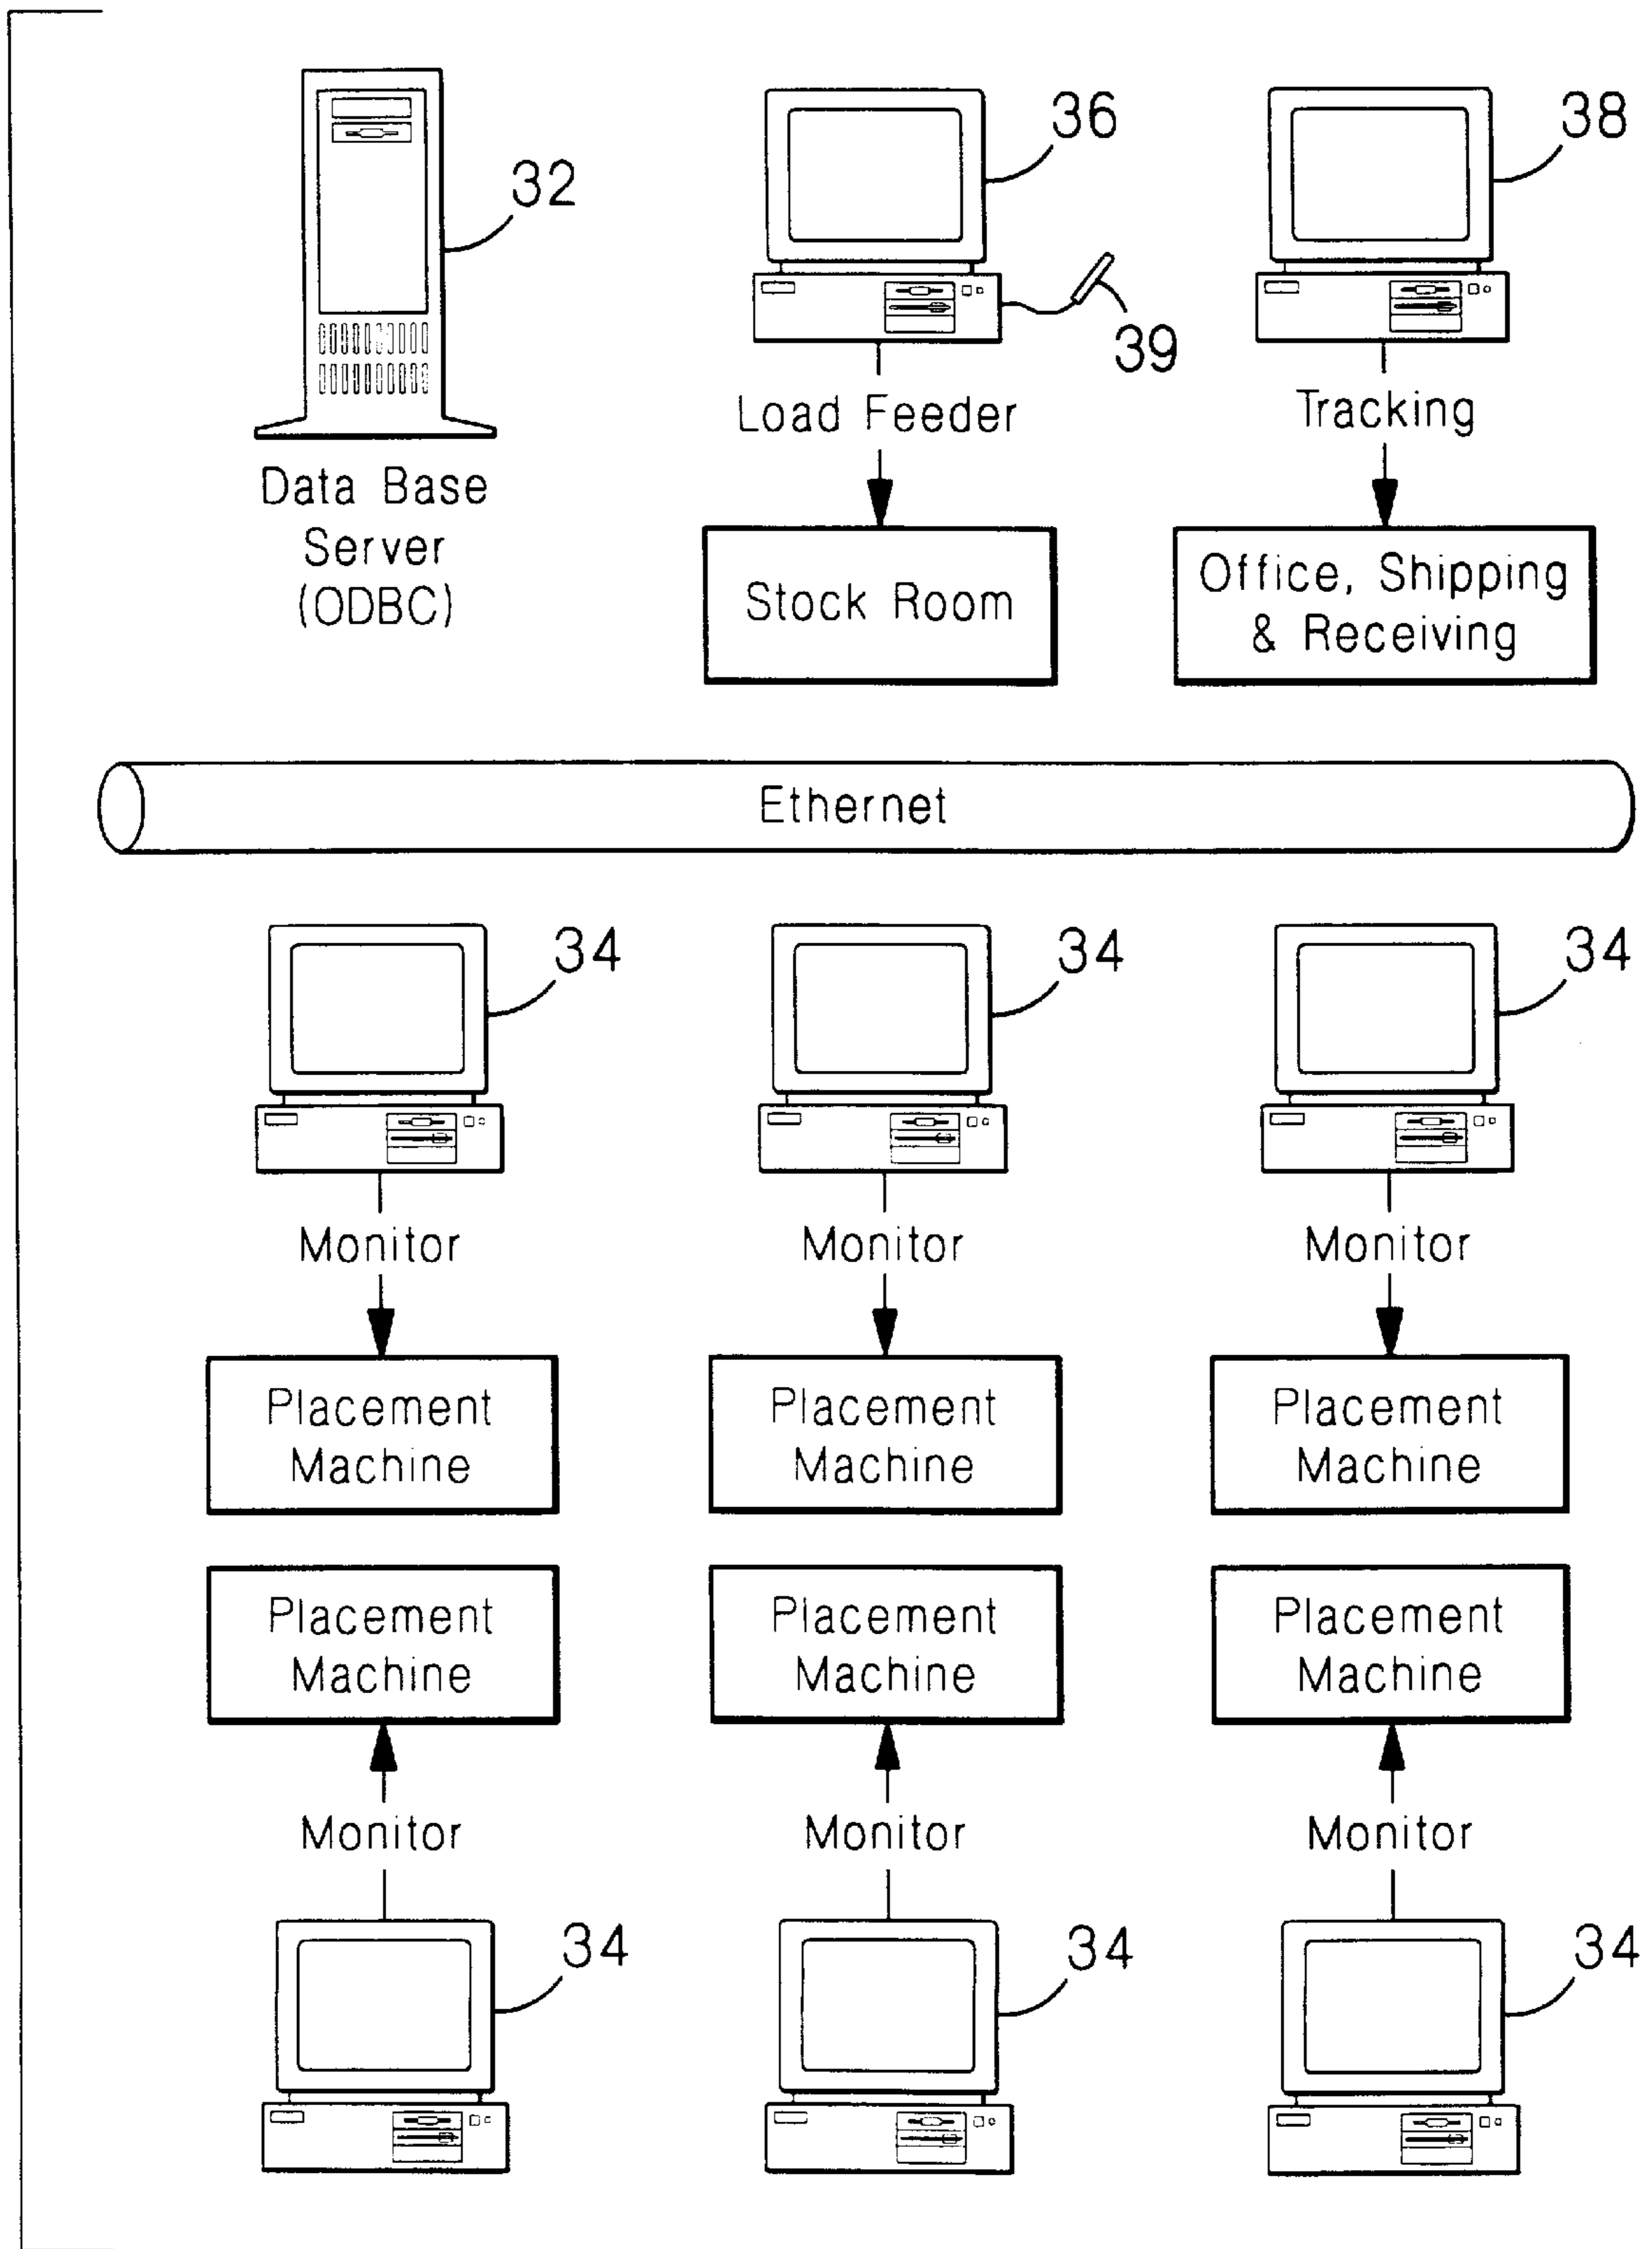 32
36
38
39
Data Base
Server
(ODBC)
Load Feeder
Tracking
Stock Room
Office, Shipping
& Receiving
Ethernet
34
34
34
Monitor
Monitor
Monitor
Placement
Machine
Placement
Machine
Placement
Machine
Placement
Machine
Placement
Machine
Placement
Machine
Monitor
Monitor
Monitor
34
34
34